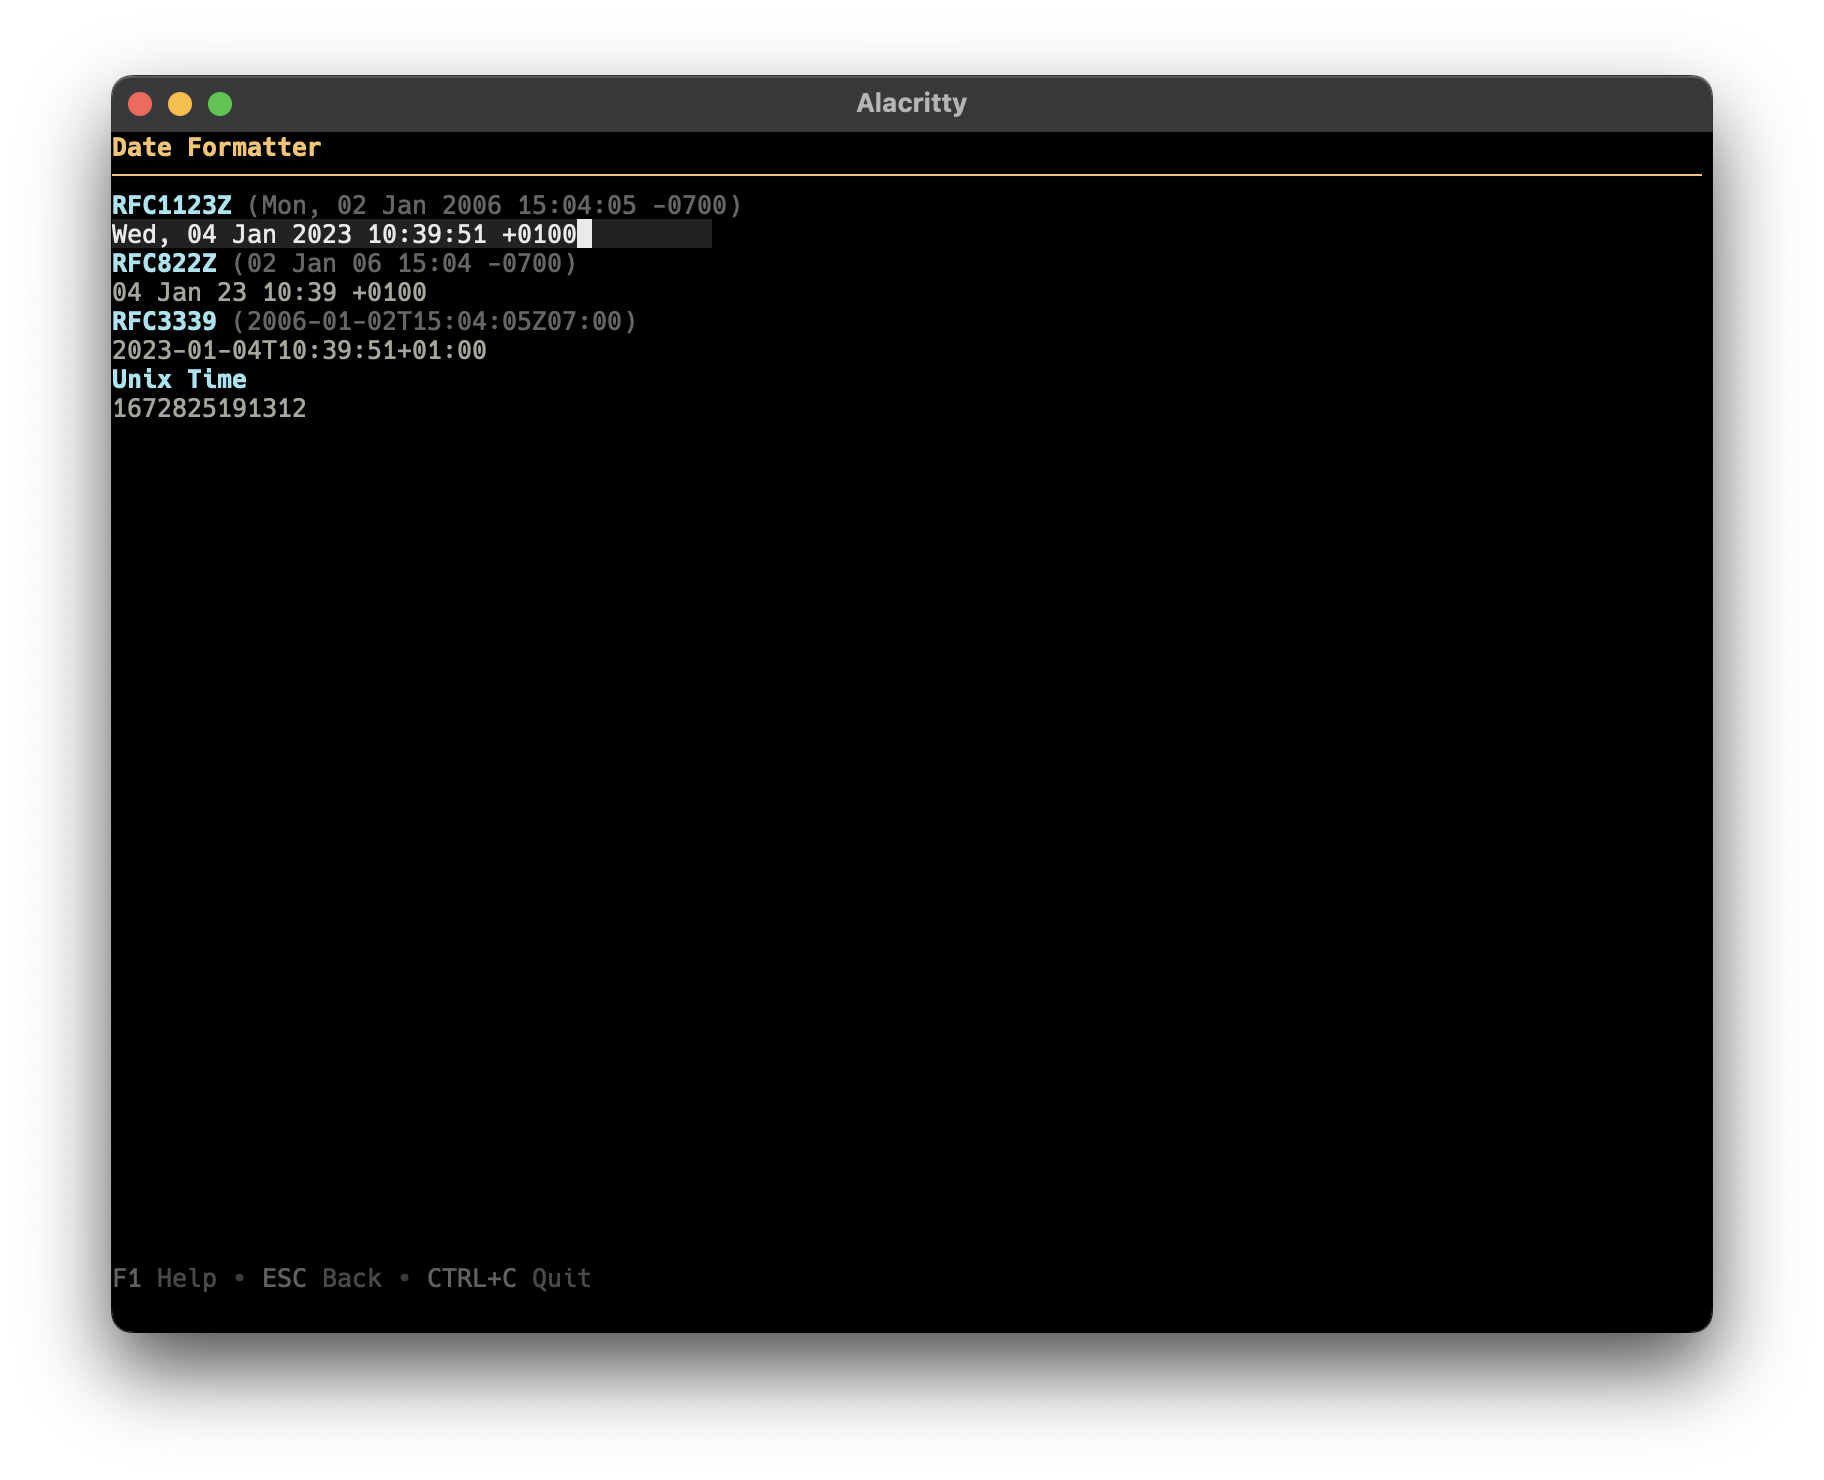 Alacritty
Date Formatter
RFC1123Z (Mon, 02 Jan 2006 15:04:05 -0700)
Wed, 04 Jan 2023 10:39:51 +0100
RFC822Z (02 Jan 06 15:04 -0700)
04 Jan 23 10:39 +0100
RFC3339 (2006-01-02T15:04:05Z07:00)
2023-01-04T10:39:51+01:00
Unix Time
1672825191312
F1 Help • ESC Back • CTRL+C Quit